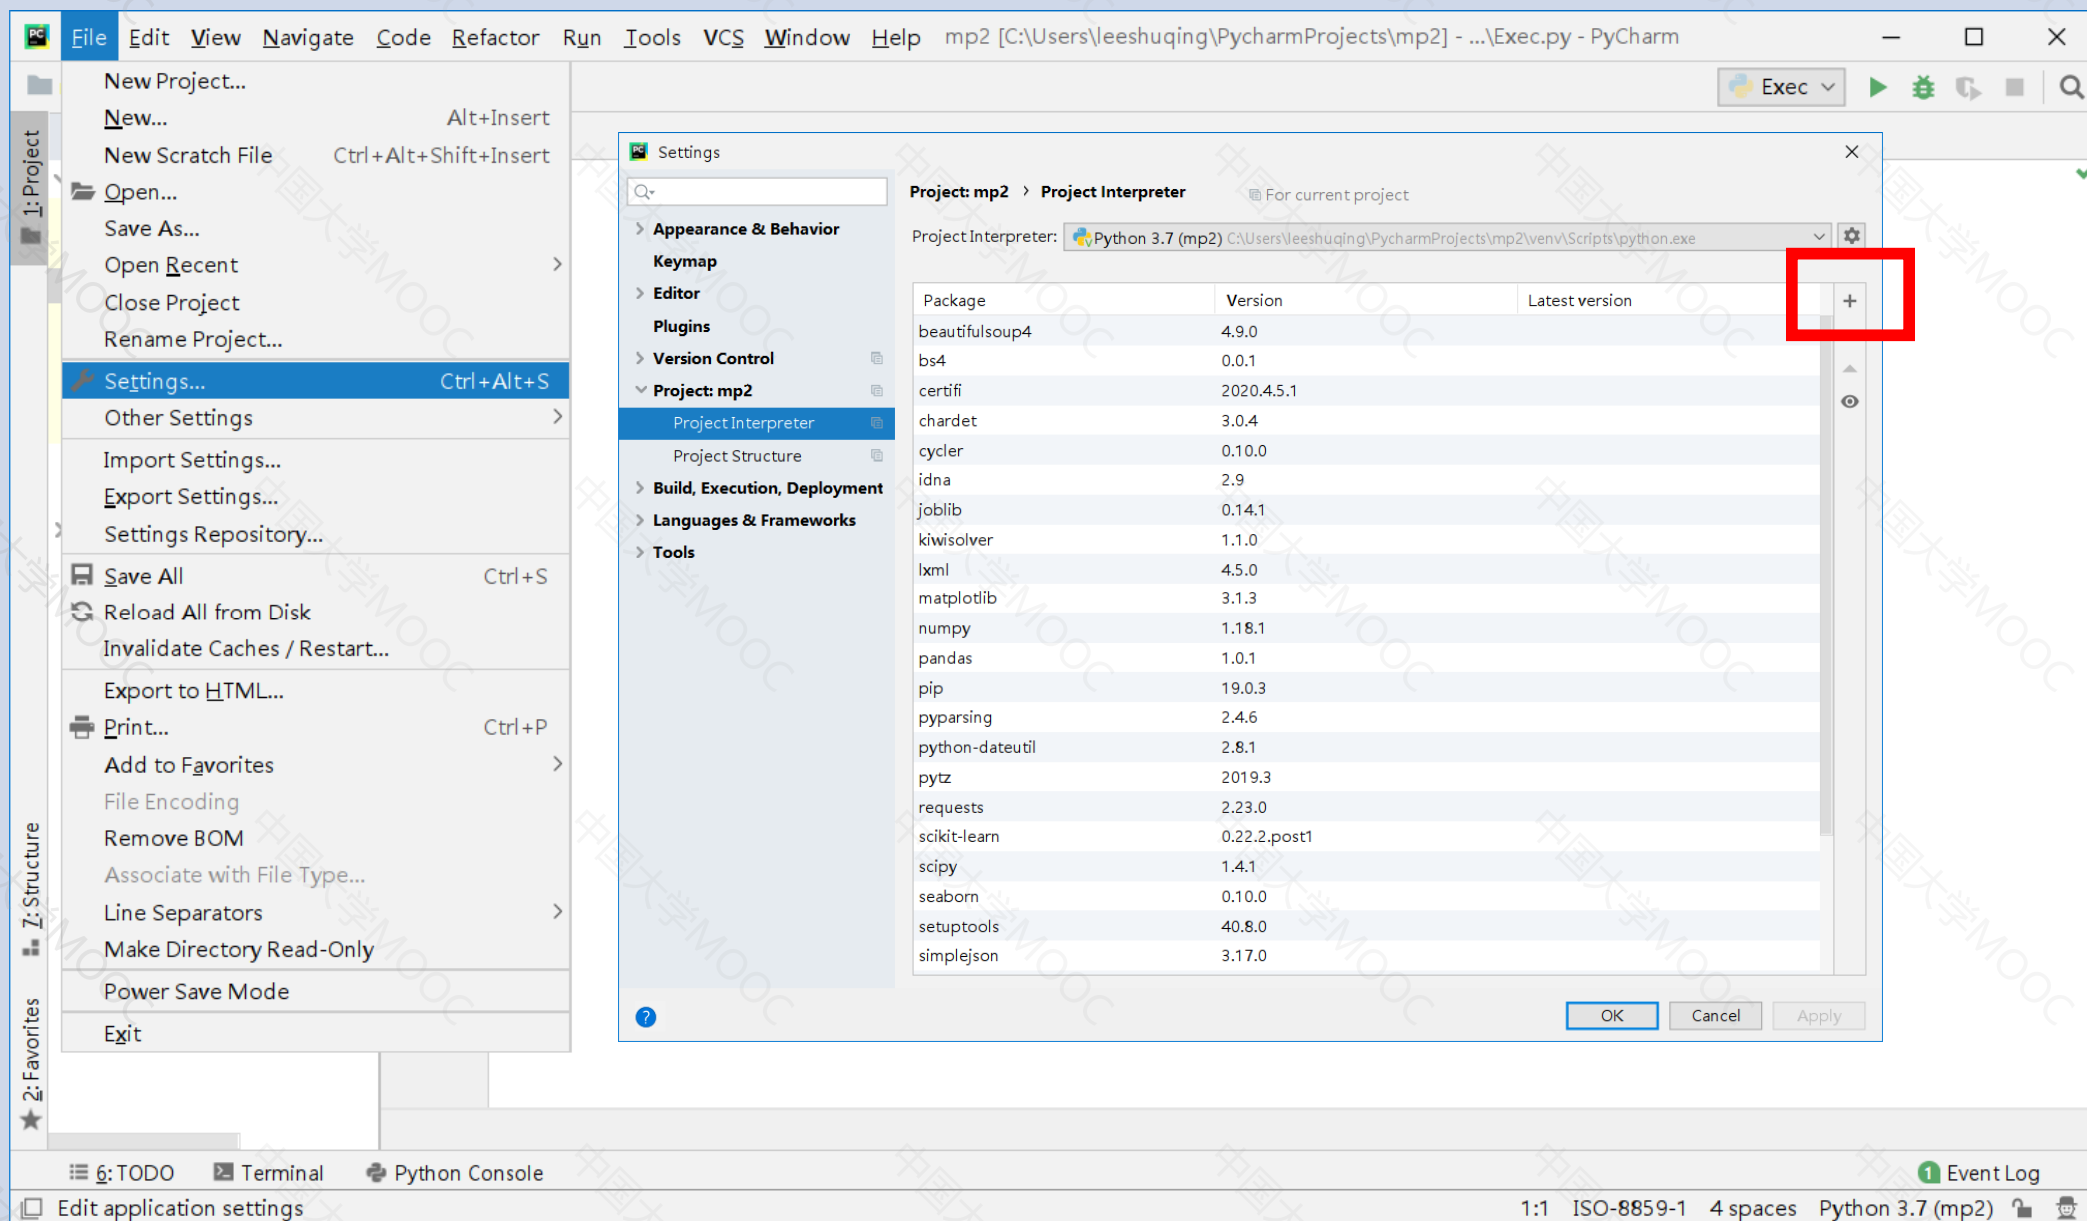 File Edit View Navigate Code Refactor Run Tools VCS Window Help mp2 [C:\Users\leeshuqing\PycharmProjects\mp2] - ...\Exec.py - PyCharm
Exec
1: Project
7: Structure
2: Favorites
New Project...
New... Alt+Insert
New Scratch File Ctrl+Alt+Shift+Insert
Open...
Save As...
Open Recent
Close Project
Rename Project...
Settings... Ctrl+Alt+S
Other Settings
Import Settings...
Export Settings...
Settings Repository...
Save All Ctrl+S
Reload All from Disk
Invalidate Caches / Restart...
Export to HTML...
Print... Ctrl+P
Add to Favorites
File Encoding
Remove BOM
Associate with File Type...
Line Separators
Make Directory Read-Only
Power Save Mode
Exit
Settings
Appearance & Behavior
Keymap
Editor
Plugins
Version Control
Project: mp2
Project Interpreter
Project Structure
Build, Execution, Deployment
Languages & Frameworks
Tools
Project: mp2 › Project Interpreter For current project
Project Interpreter: Python 3.7 (mp2) C:\Users\leeshuqing\PycharmProjects\mp2\venv\Scripts\python.exe
Package Version Latest version
beautifulsoup4 4.9.0
bs4 0.0.1
certifi 2020.4.5.1
chardet 3.0.4
cycler 0.10.0
idna 2.9
joblib 0.14.1
kiwisolver 1.1.0
lxml 4.5.0
matplotlib 3.1.3
numpy 1.18.1
pandas 1.0.1
pip 19.0.3
pyparsing 2.4.6
python-dateutil 2.8.1
pytz 2019.3
requests 2.23.0
scikit-learn 0.22.2.post1
scipy 1.4.1
seaborn 0.10.0
setuptools 40.8.0
simplejson 3.17.0
OK Cancel Apply
6: TODO Terminal Python Console 1 Event Log
Edit application settings 1:1 ISO-8859-1 4 spaces Python 3.7 (mp2)
中国大学MOOC